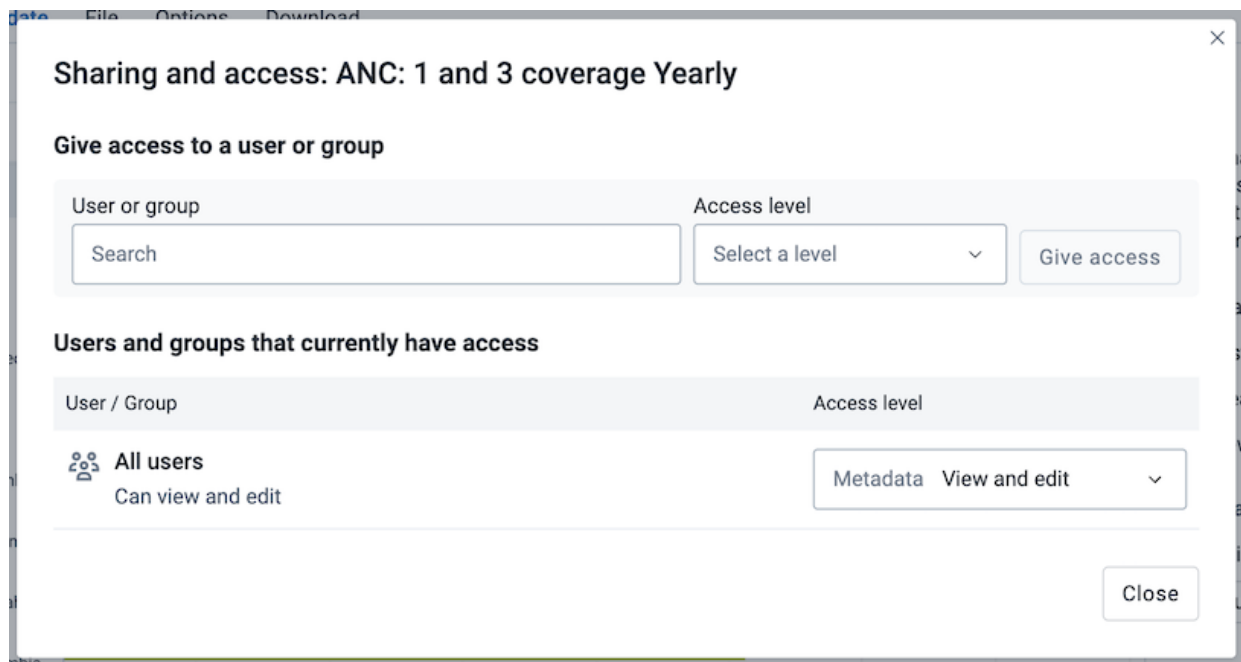 date File Options Download
Sharing and access: ANC: 1 and 3 coverage Yearly
Give access to a user or group
User or group Access level
Search Select a level Give access
Users and groups that currently have access
User / Group Access level
All users
Can view and edit
Metadata View and edit
Close